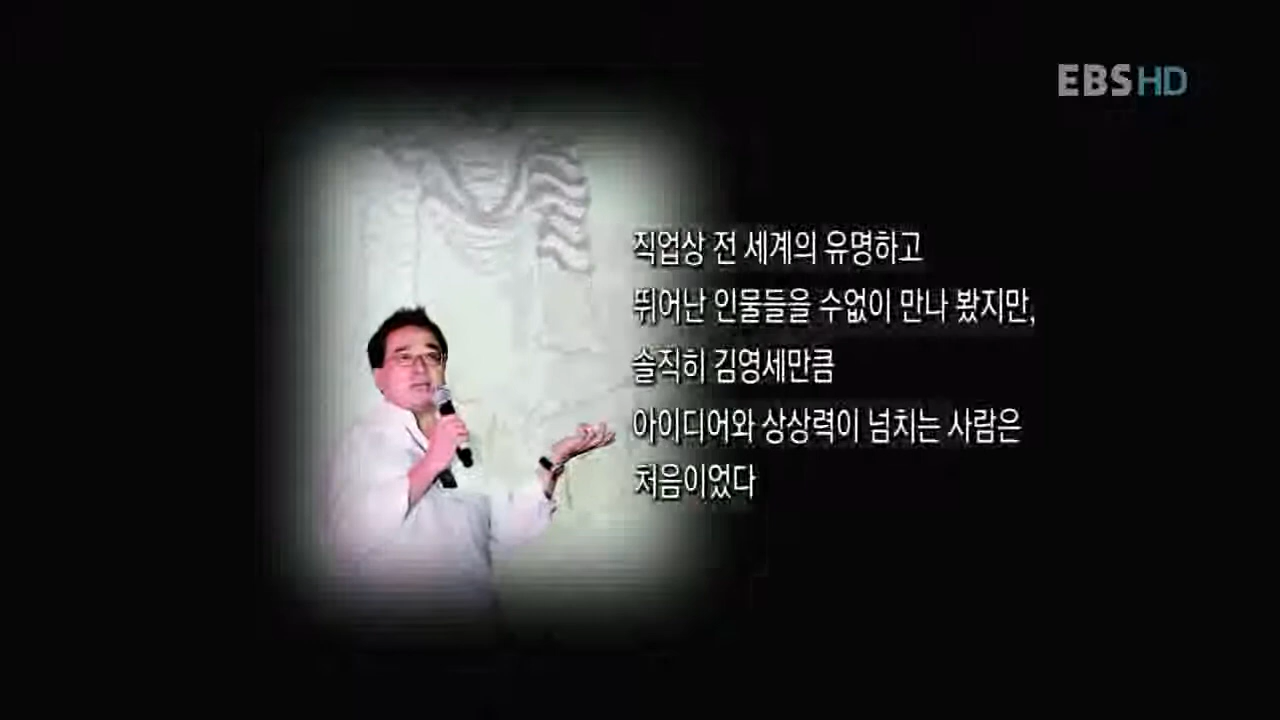 EBS HD
직업상 전 세계의 유명하고
뛰어난 인물들을 수없이 만나 봤지만,
솔직히 김영세만큼
아이디어와 상상력이 넘치는 사람은
처음이었다